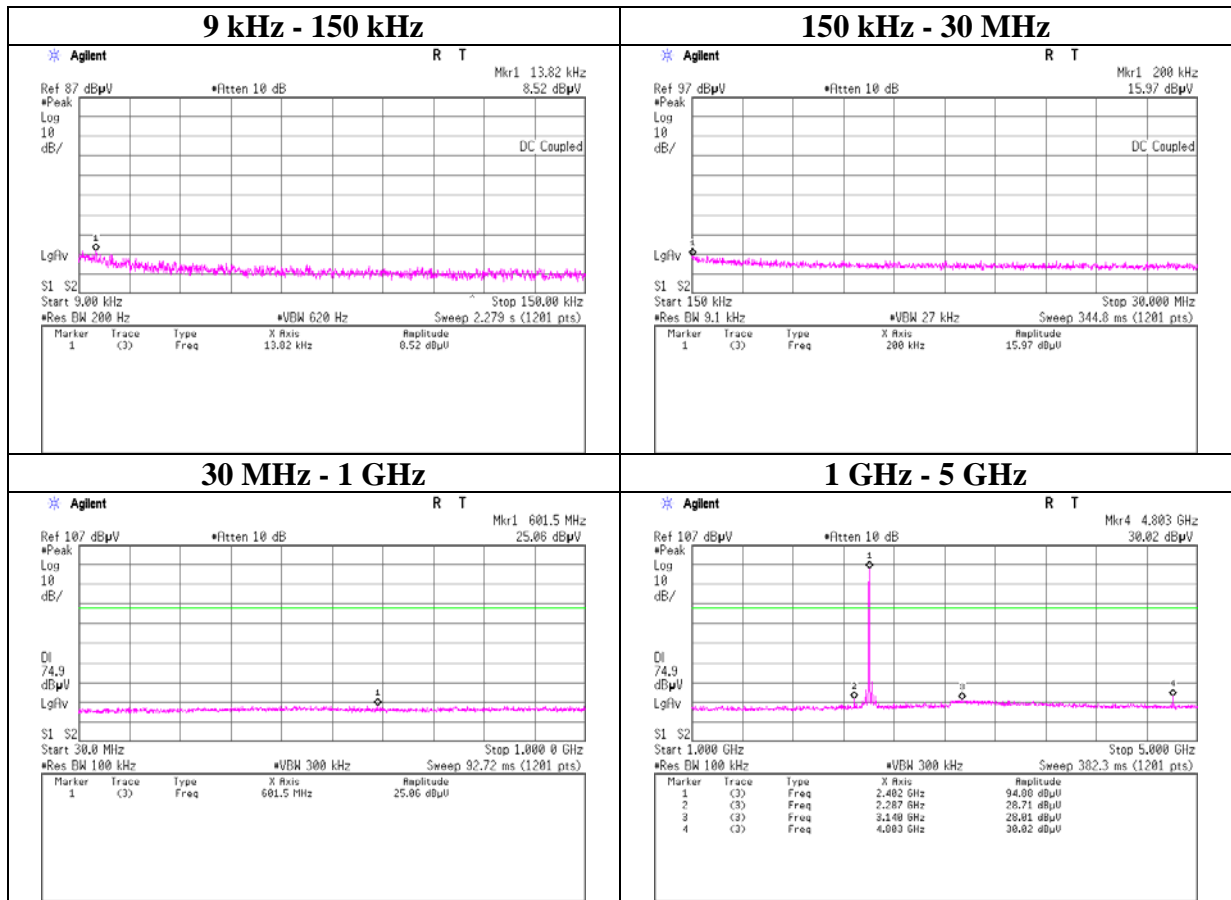 9 kHz - 150 kHz
Agilent R T
Mkr1 13.82 kHz
Ref 87 dBµV #Atten 10 dB 8.52 dBµV
#Peak
Log
10
dB/
DC Coupled
1
LgAv
S1 S2
Start 9.00 kHz Stop 150.00 kHz
#Res BW 200 Hz #VBW 620 Hz Sweep 2.279 s (1201 pts)
Marker Trace Type X Axis Amplitude
1 (3) Freq 13.82 kHz 8.52 dBµV
150 kHz - 30 MHz
Agilent R T
Mkr1 200 kHz
Ref 97 dBµV #Atten 10 dB 15.97 dBµV
#Peak
Log
10
dB/
DC Coupled
1
LgAv
S1 S2
Start 150 kHz Stop 30.000 MHz
#Res BW 9.1 kHz #VBW 27 kHz Sweep 344.8 ms (1201 pts)
Marker Trace Type X Axis Amplitude
1 (3) Freq 200 kHz 15.97 dBµV
30 MHz - 1 GHz
Agilent R T
Mkr1 601.5 MHz
Ref 107 dBµV #Atten 10 dB 25.06 dBµV
#Peak
Log
10
dB/
DI
74.9
dBµV
1
LgAv
S1 S2
Start 30.0 MHz Stop 1.000 0 GHz
#Res BW 100 kHz #VBW 300 kHz Sweep 92.72 ms (1201 pts)
Marker Trace Type X Axis Amplitude
1 (3) Freq 601.5 MHz 25.06 dBµV
1 GHz - 5 GHz
Agilent R T
Mkr4 4.803 GHz
Ref 107 dBµV #Atten 10 dB 30.02 dBµV
#Peak
1
Log
10
dB/
DI
74.9
dBµV
2 3 4
LgAv
S1 S2
Start 1.000 GHz Stop 5.000 GHz
#Res BW 100 kHz #VBW 300 kHz Sweep 382.3 ms (1201 pts)
Marker Trace Type X Axis Amplitude
1 (3) Freq 2.402 GHz 94.88 dBµV
2 (3) Freq 2.287 GHz 28.71 dBµV
3 (3) Freq 3.140 GHz 28.01 dBµV
4 (3) Freq 4.803 GHz 30.02 dBµV